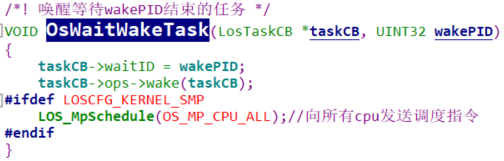 /*! 唤醒等待wakePID结束的任务 */
VOID OsWaitWakeTask(LosTaskCB *taskCB, UINT32 wakePID)
{
    taskCB->waitID = wakePID;
    taskCB->ops->wake(taskCB);
#ifdef LOSCFG_KERNEL_SMP
    LOS_MpSchedule(OS_MP_CPU_ALL);//向所有cpu发送调度指令
#endif
}